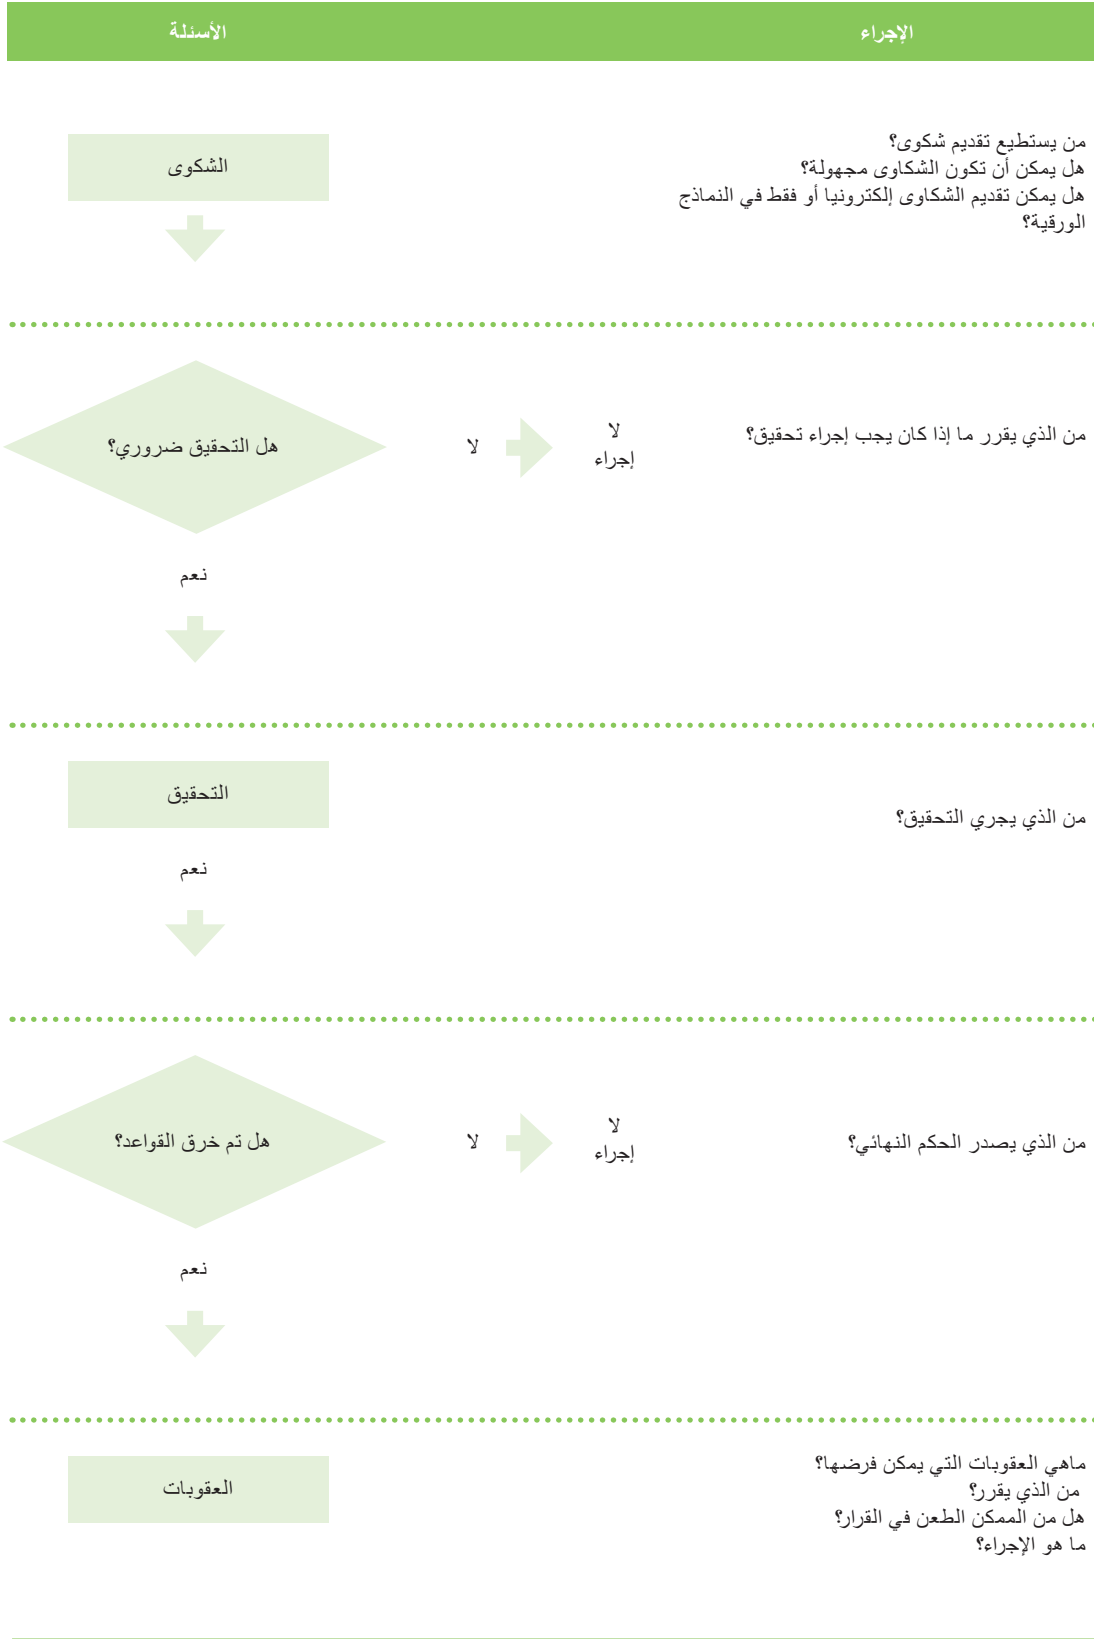 الإجراء
الأسئلة
من يستطيع تقديم شكوى؟
هل يمكن أن تكون الشكاوى مجهولة؟
هل يمكن تقديم الشكاوى إلكترونيا أو فقط في النماذج
الورقية؟
الشكوى
من الذي يقرر ما إذا كان يجب إجراء تحقيق؟
لا
إجراء
لا
هل التحقيق ضروري؟
نعم
من الذي يجري التحقيق؟
التحقيق
نعم
من الذي يصدر الحكم النهائي؟
لا
إجراء
لا
هل تم خرق القواعد؟
نعم
ماهي العقوبات التي يمكن فرضها؟
من الذي يقرر؟
هل من الممكن الطعن في القرار؟
ما هو الإجراء؟
العقوبات